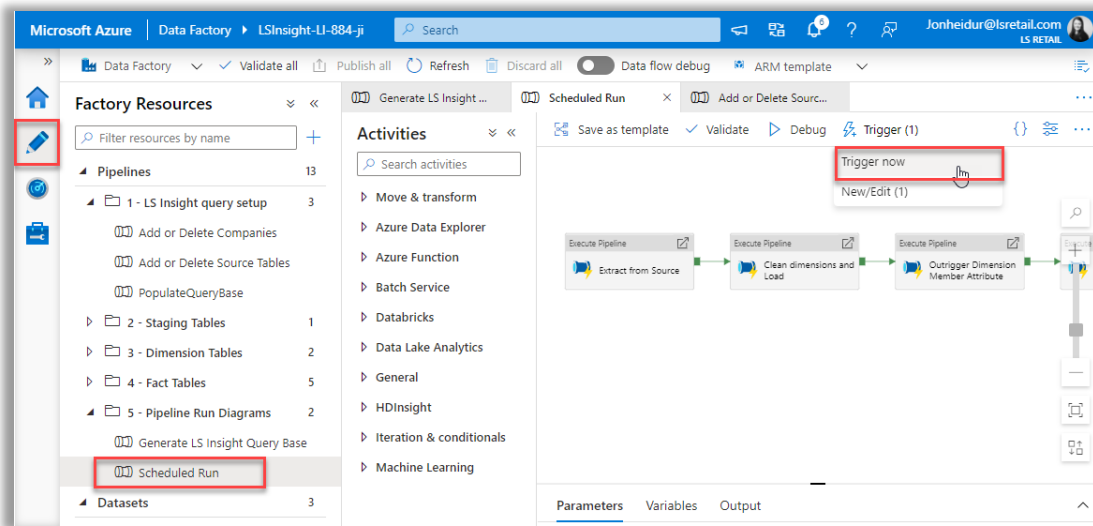 Microsoft Azure
Data Factory
LSInsight-LI-884-ji
Search
6
?
Jonheidur@lsretail.com
LS RETAIL
Data Factory
Validate all
Publish all
Refresh
Discard all
Data flow debug
ARM template
Factory Resources
Filter resources by name
Pipelines 13
1 - LS Insight query setup 3
Add or Delete Companies
Add or Delete Source Tables
PopulateQueryBase
2 - Staging Tables 1
3 - Dimension Tables 2
4 - Fact Tables 5
5 - Pipeline Run Diagrams 2
Generate LS Insight Query Base
Scheduled Run
Datasets 3
Generate LS Insight ...
Scheduled Run
Add or Delete Sourc...
Activities
Search activities
Move & transform
Azure Data Explorer
Azure Function
Batch Service
Databricks
Data Lake Analytics
General
HDInsight
Iteration & conditionals
Machine Learning
Save as template
Validate
Debug
Trigger (1)
{}
Trigger now
New/Edit (1)
Execute Pipeline
Extract from Source
Execute Pipeline
Clean dimensions and
Load
Execute Pipeline
Outrigger Dimension
Member Attribute
Parameters
Variables
Output